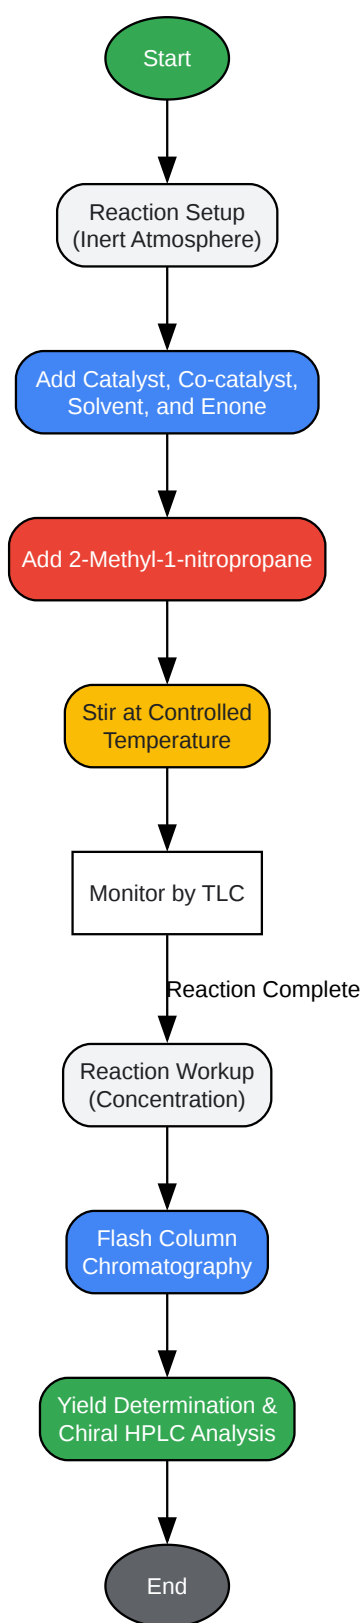 Start
Reaction Setup
(Inert Atmosphere)
Add Catalyst, Co-catalyst,
Solvent, and Enone
Add 2-Methyl-1-nitropropane
Stir at Controlled
Temperature
Monitor by TLC
Reaction Complete
Reaction Workup
(Concentration)
Flash Column
Chromatography
Yield Determination &
Chiral HPLC Analysis
End